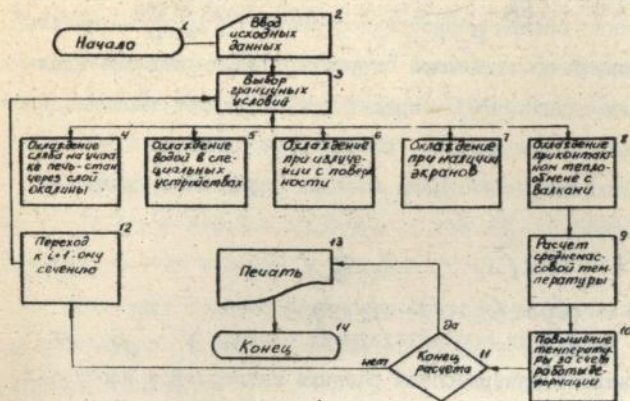 1
Начало
2
Ввод
исходных
данных
3
Выбор
граничных
условий
4
Охлаждение
сляба на участ
ке печь-стан
через слой
окалины
5
Охлаждение
водой в спе
циальных
устройствах
6
Охлаждение
при излуче
нии с повер
ности
7
Охлаждение
при наличии
экранов
8
Охлаждение
при контакт
ном тепло
обмене с
валками
9
Расчет
среднемас
совой тем
пературы
10
Повышение
температу
ры за счет
работы де
формации
11
Конец
расчета
Да
нет
12
Переход
к i+1-ому
сечению
13
Печать
14
Конец